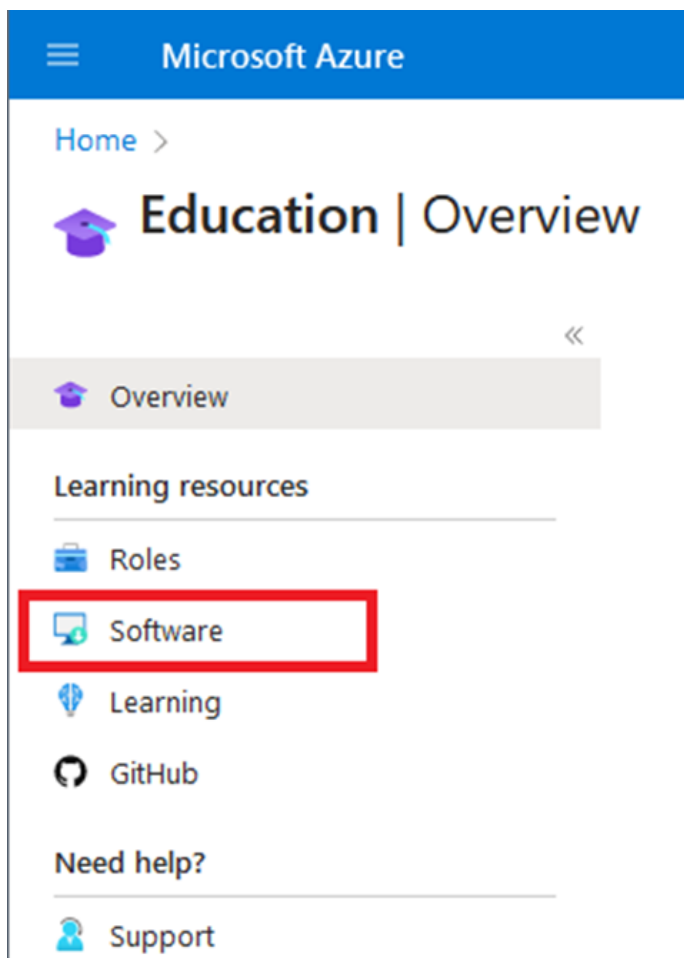 Microsoft Azure
Home >
Education | Overview
«
Overview
Learning resources
Roles
Software
Learning
GitHub
Need help?
Support